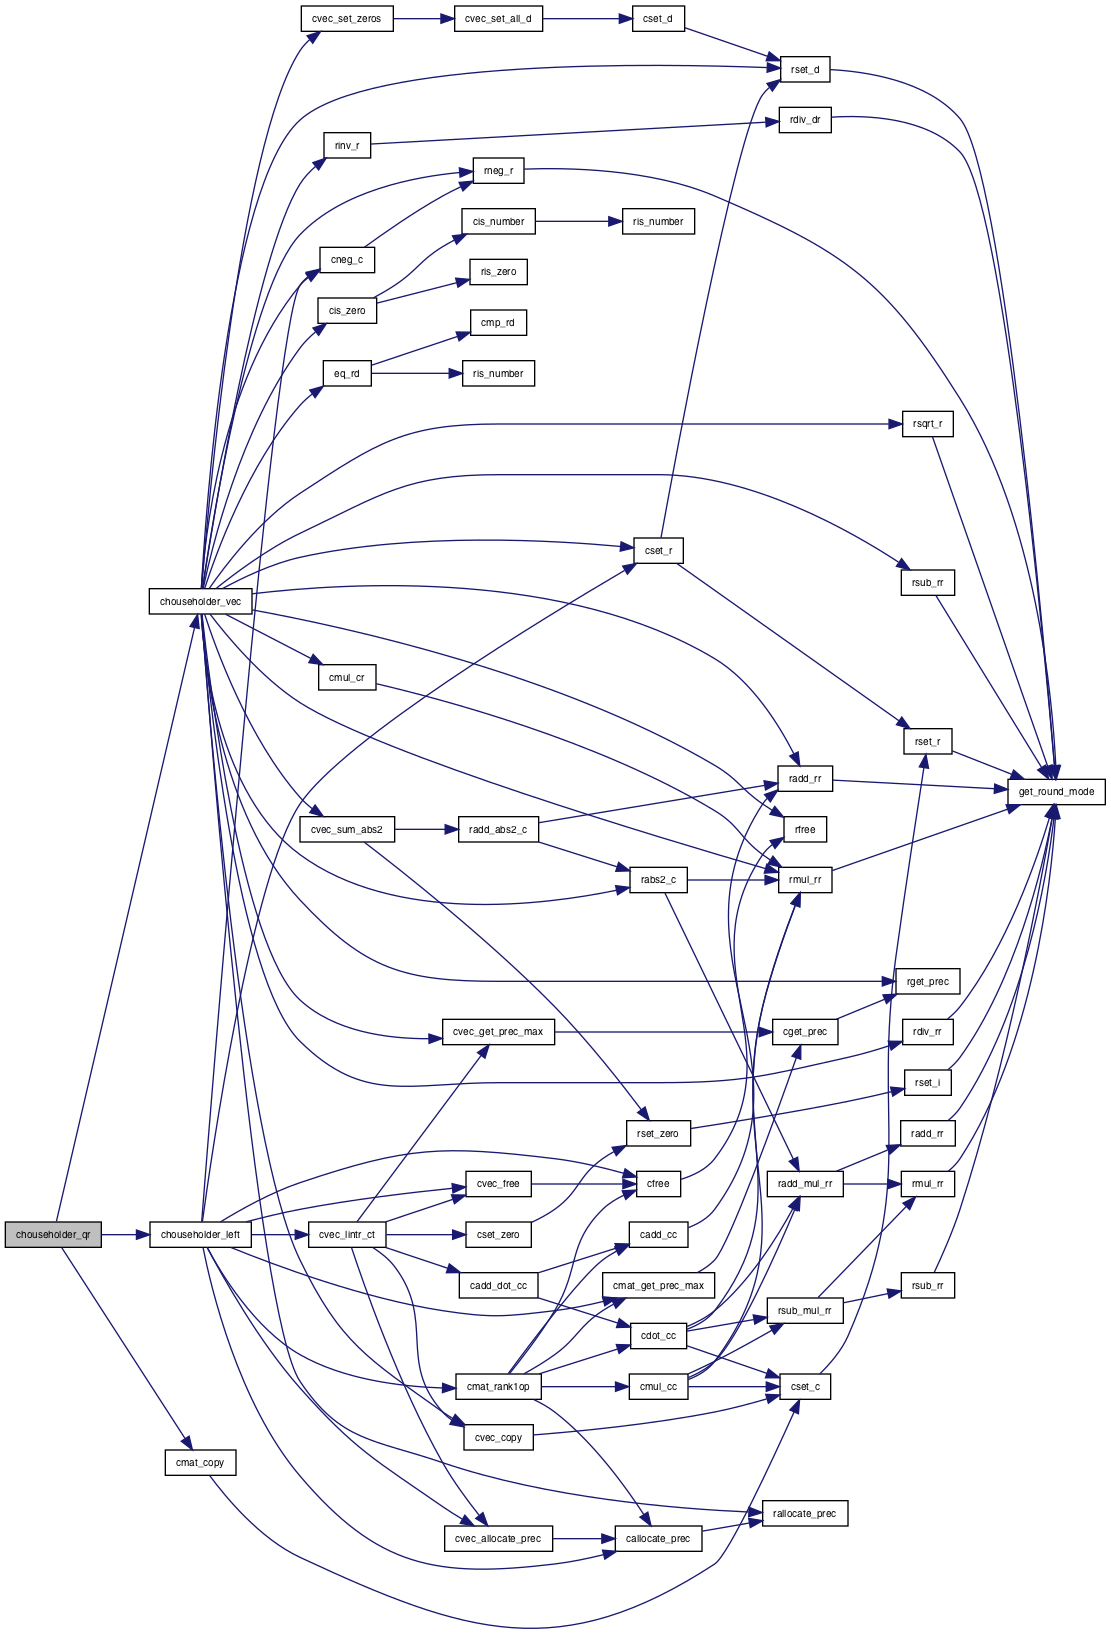 cvec_set_zeros
cvec_set_all_d
cset_d
rset_d
rdiv_dr
rinv_r
rneg_r
cis_number
ris_number
cneg_c
ris_zero
cis_zero
cmp_rd
eq_rd
ris_number
rsqrt_r
cset_r
rsub_rr
chouseholder_vec
cmul_cr
rset_r
radd_rr
get_round_mode
cvec_sum_abs2
radd_abs2_c
rfree
rabs2_c
rmul_rr
rget_prec
cvec_get_prec_max
cget_prec
rdiv_rr
rset_i
rset_zero
radd_rr
cvec_free
cfree
radd_mul_rr
rmul_rr
chouseholder_qr
chouseholder_left
cvec_lintr_ct
cset_zero
cadd_cc
cadd_dot_cc
cmat_get_prec_max
rsub_rr
rsub_mul_rr
cdot_cc
cmat_rank1op
cmul_cc
cset_c
cvec_copy
cmat_copy
rallocate_prec
cvec_allocate_prec
callocate_prec